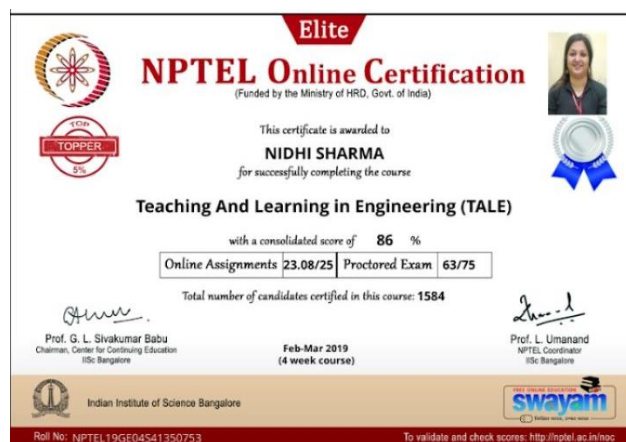 Elite
NPTEL Online Certification
(Funded by the Ministry of HRD, Govt. of India)
TOP
TOPPER
5%
This certificate is awarded to
NIDHI SHARMA
for successfully completing the course
Teaching And Learning in Engineering (TALE)
with a consolidated score of 86 %
Online Assignments 23.08/25 Proctored Exam 63/75
Total number of candidates certified in this course: 1584
Prof. G. L. Sivakumar Babu
Chairman, Center for Continuing Education
IISc Bangalore
Feb-Mar 2019
(4 week course)
Prof. L. Umanand
NPTEL Coordinator
IISc Bangalore
Indian Institute of Science Bangalore
FREE ONLINE EDUCATION
swayam
Roll No: NPTEL19GE04S41350753
To validate and check scores: http://nptel.ac.in/noc